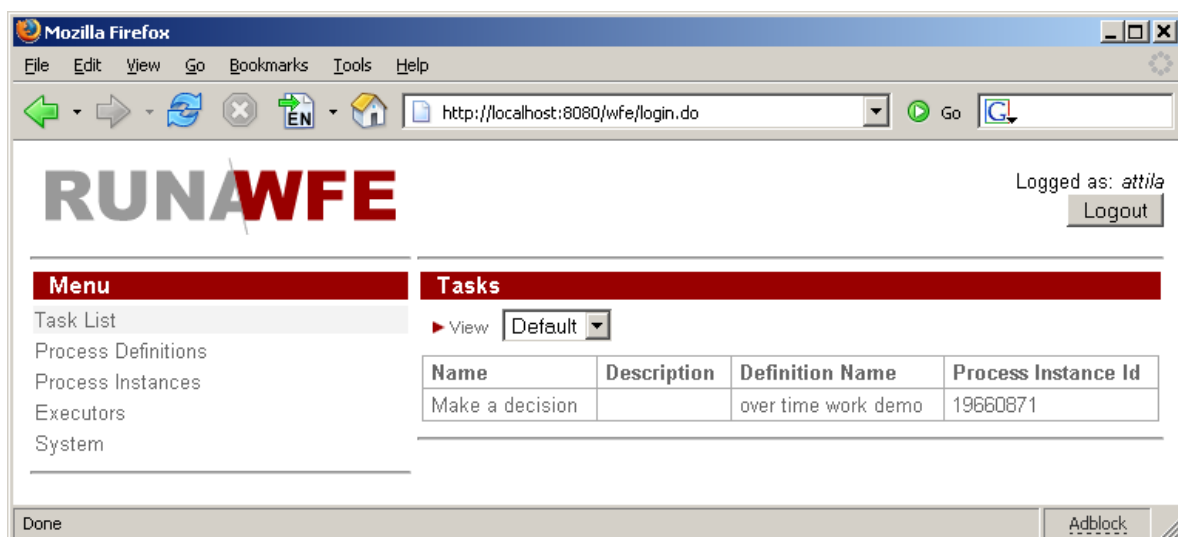 Mozilla Firefox
File Edit View Go Bookmarks Tools Help
EN http://localhost:8080/wfe/login.do Go G
RUNAWFE
Logged as: attila
Logout
Menu
Task List
Process Definitions
Process Instances
Executors
System
Tasks
View Default
Name Description Definition Name Process Instance Id
Make a decision over time work demo 19660871
Done Adblock